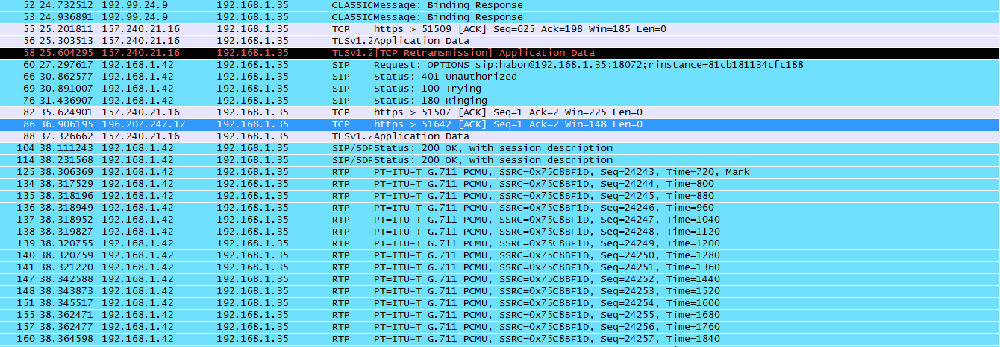 52 24.732512 192.99.24.9 192.168.1.35 CLASSIC Message: Binding Response
53 24.936891 192.99.24.9 192.168.1.35 CLASSIC Message: Binding Response
55 25.201811 157.240.21.16 192.168.1.35 TCP https > 51509 [ACK] Seq=625 Ack=198 Win=185 Len=0
56 25.303513 157.240.21.16 192.168.1.35 TLSv1.2 Application Data
58 25.604295 157.240.21.16 192.168.1.35 TLSv1.2 [TCP Retransmission] Application Data
60 27.297617 192.168.1.42 192.168.1.35 SIP Request: OPTIONS sip:habon@192.168.1.35:18072;rinstance=81cb181134cfc188
66 30.862577 192.168.1.42 192.168.1.35 SIP Status: 401 Unauthorized
69 30.891007 192.168.1.42 192.168.1.35 SIP Status: 100 Trying
76 31.436907 192.168.1.42 192.168.1.35 SIP Status: 180 Ringing
82 35.624901 157.240.21.16 192.168.1.35 TCP https > 51507 [ACK] Seq=1 Ack=2 Win=225 Len=0
86 36.906195 196.207.247.17 192.168.1.35 TCP https > 51642 [ACK] Seq=1 Ack=2 Win=148 Len=0
88 37.326662 157.240.21.16 192.168.1.35 TLSv1.2 Application Data
104 38.111243 192.168.1.42 192.168.1.35 SIP/SDP Status: 200 OK, with session description
114 38.231568 192.168.1.42 192.168.1.35 SIP/SDP Status: 200 OK, with session description
125 38.306369 192.168.1.42 192.168.1.35 RTP PT=ITU-T G.711 PCMU, SSRC=0x75C8BF1D, Seq=24243, Time=720, Mark
134 38.317529 192.168.1.42 192.168.1.35 RTP PT=ITU-T G.711 PCMU, SSRC=0x75C8BF1D, Seq=24244, Time=800
135 38.318196 192.168.1.42 192.168.1.35 RTP PT=ITU-T G.711 PCMU, SSRC=0x75C8BF1D, Seq=24245, Time=880
136 38.318949 192.168.1.42 192.168.1.35 RTP PT=ITU-T G.711 PCMU, SSRC=0x75C8BF1D, Seq=24246, Time=960
137 38.318952 192.168.1.42 192.168.1.35 RTP PT=ITU-T G.711 PCMU, SSRC=0x75C8BF1D, Seq=24247, Time=1040
138 38.319827 192.168.1.42 192.168.1.35 RTP PT=ITU-T G.711 PCMU, SSRC=0x75C8BF1D, Seq=24248, Time=1120
139 38.320755 192.168.1.42 192.168.1.35 RTP PT=ITU-T G.711 PCMU, SSRC=0x75C8BF1D, Seq=24249, Time=1200
140 38.320759 192.168.1.42 192.168.1.35 RTP PT=ITU-T G.711 PCMU, SSRC=0x75C8BF1D, Seq=24250, Time=1280
141 38.321220 192.168.1.42 192.168.1.35 RTP PT=ITU-T G.711 PCMU, SSRC=0x75C8BF1D, Seq=24251, Time=1360
147 38.342588 192.168.1.42 192.168.1.35 RTP PT=ITU-T G.711 PCMU, SSRC=0x75C8BF1D, Seq=24252, Time=1440
148 38.343873 192.168.1.42 192.168.1.35 RTP PT=ITU-T G.711 PCMU, SSRC=0x75C8BF1D, Seq=24253, Time=1520
151 38.345517 192.168.1.42 192.168.1.35 RTP PT=ITU-T G.711 PCMU, SSRC=0x75C8BF1D, Seq=24254, Time=1600
155 38.362471 192.168.1.42 192.168.1.35 RTP PT=ITU-T G.711 PCMU, SSRC=0x75C8BF1D, Seq=24255, Time=1680
157 38.362477 192.168.1.42 192.168.1.35 RTP PT=ITU-T G.711 PCMU, SSRC=0x75C8BF1D, Seq=24256, Time=1760
160 38.364598 192.168.1.42 192.168.1.35 RTP PT=ITU-T G.711 PCMU, SSRC=0x75C8BF1D, Seq=24257, Time=1840